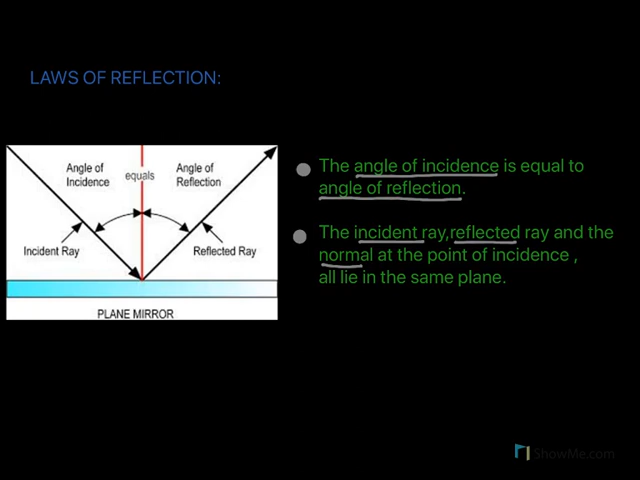 LAWS OF REFLECTION:
Angle of
Incidence
equals
Angle of
Reflection
Incident Ray
Reflected Ray
PLANE MIRROR
The angle of incidence is equal to
angle of reflection.
The incident ray,reflected ray and the
normal at the point of incidence ,
all lie in the same plane.
ShowMe.com